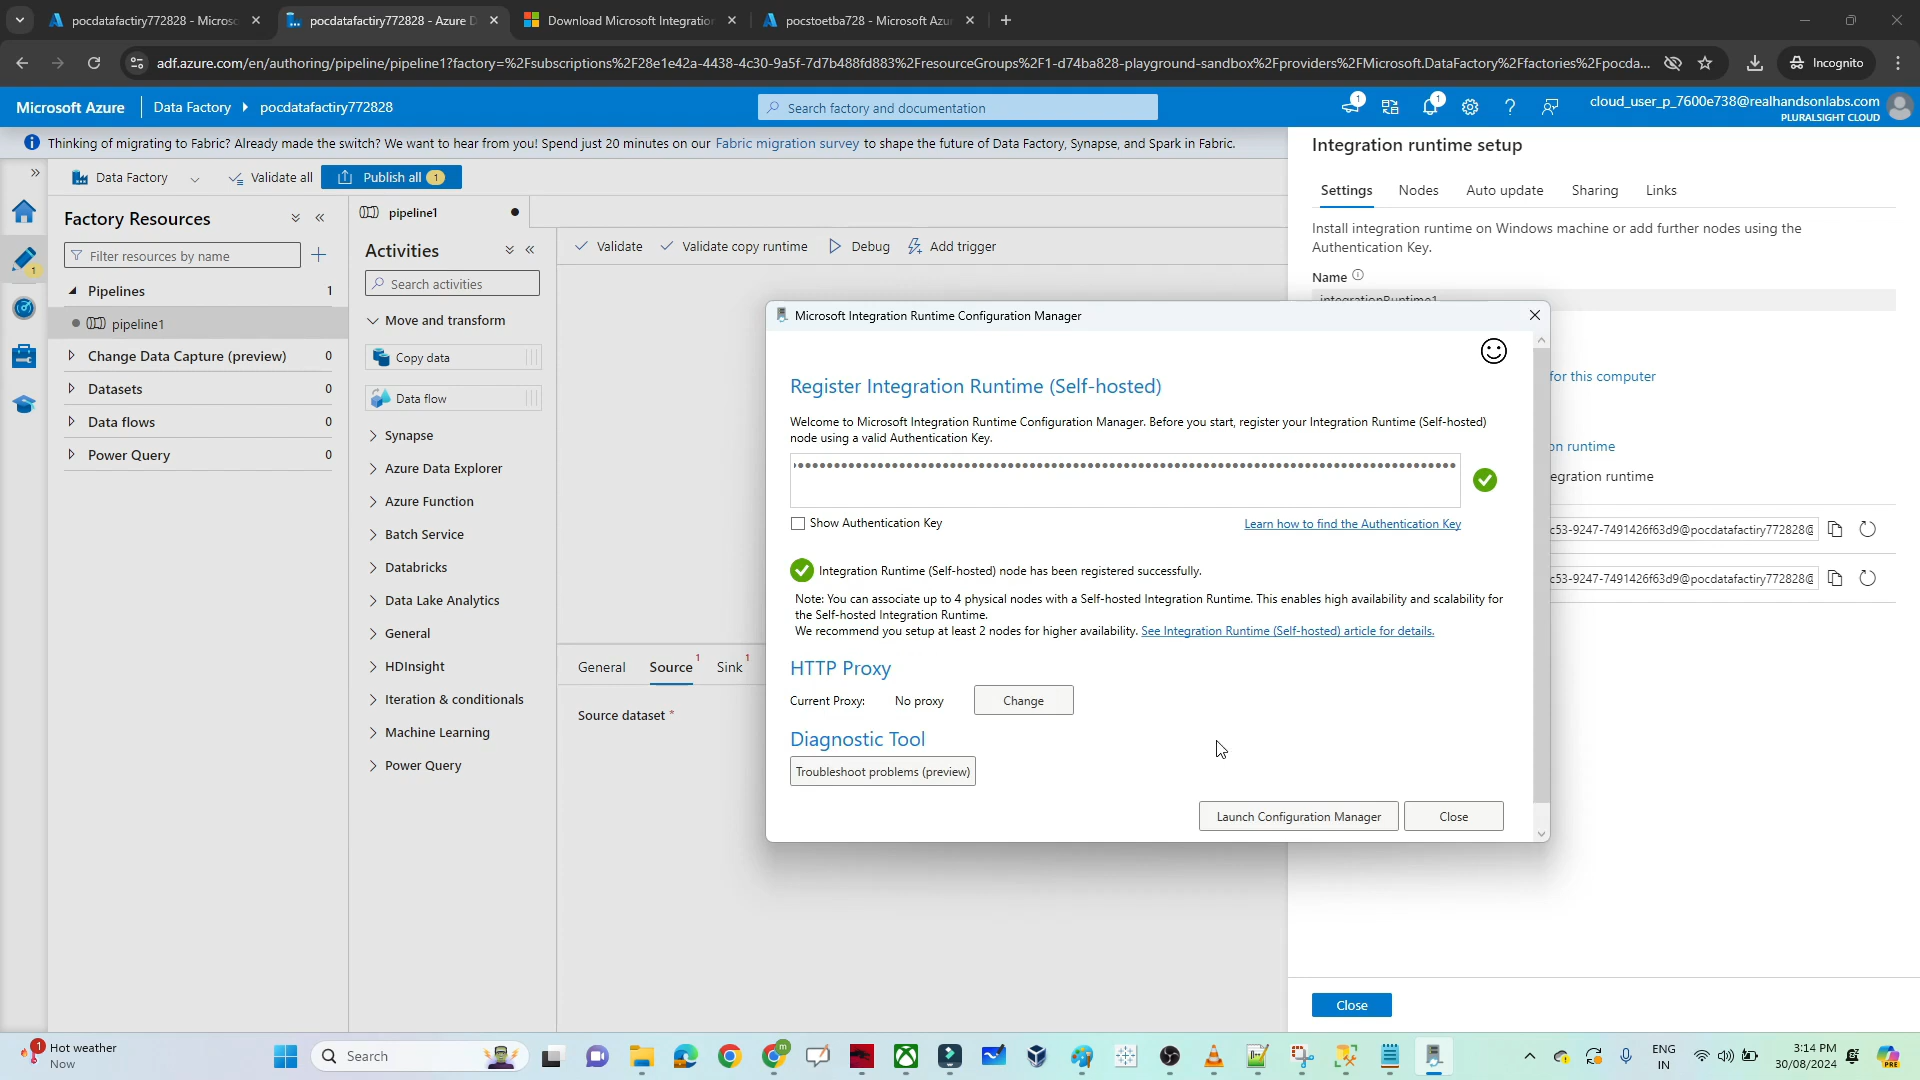 pocdatafactiry772828 - Micros
pocdatafactiry772828 - Azure D
Download Microsoft Integration
pocstoetba728 - Microsoft Azu
adf.azure.com/en/authoring/pipeline/pipeline1?factory=%2Fsubscriptions%2F28e1e42a-4438-4c30-9a5f-7d7b488fd883%2FresourceGroups%2F1-d74ba828-playground-sandbox%2Fproviders%2FMicrosoft.DataFactory%2Ffactories%2Fpocda...
Incognito
Microsoft Azure
Data Factory
pocdatafactiry772828
Search factory and documentation
1
1
cloud_user_p_7600e738@realhandsonlabs.com
PLURALSIGHT CLOUD
Thinking of migrating to Fabric? Already made the switch? We want to hear from you! Spend just 20 minutes on our Fabric migration survey to shape the future of Data Factory, Synapse, and Spark in Fabric.
Data Factory
Validate all
Publish all 1
1
Factory Resources
Filter resources by name
Pipelines 1
pipeline1
Change Data Capture (preview) 0
Datasets 0
Data flows 0
Power Query 0
pipeline1
Activities
Search activities
Move and transform
Copy data
Data flow
Synapse
Azure Data Explorer
Azure Function
Batch Service
Databricks
Data Lake Analytics
General
HDInsight
Iteration & conditionals
Machine Learning
Power Query
Validate
Validate copy runtime
Debug
Add trigger
General
Source 1
Sink 1
Source dataset *
Integration runtime setup
Settings
Nodes
Auto update
Sharing
Links
Install integration runtime on Windows machine or add further nodes using the
Authentication Key.
Name
integrationRuntime1
for this computer
on runtime
egration runtime
c53-9247-7491426f63d9@pocdatafactiry772828@
c53-9247-7491426f63d9@pocdatafactiry772828@
Close
Microsoft Integration Runtime Configuration Manager
Register Integration Runtime (Self-hosted)
Welcome to Microsoft Integration Runtime Configuration Manager. Before you start, register your Integration Runtime (Self-hosted)
node using a valid Authentication Key.
Show Authentication Key
Learn how to find the Authentication Key
Integration Runtime (Self-hosted) node has been registered successfully.
Note: You can associate up to 4 physical nodes with a Self-hosted Integration Runtime. This enables high availability and scalability for
the Self-hosted Integration Runtime.
We recommend you setup at least 2 nodes for higher availability. See Integration Runtime (Self-hosted) article for details.
HTTP Proxy
Current Proxy: No proxy
Change
Diagnostic Tool
Troubleshoot problems (preview)
Launch Configuration Manager
Close
1
Hot weather
Now
Search
m
ENG
IN
3:14 PM
30/08/2024
PRE